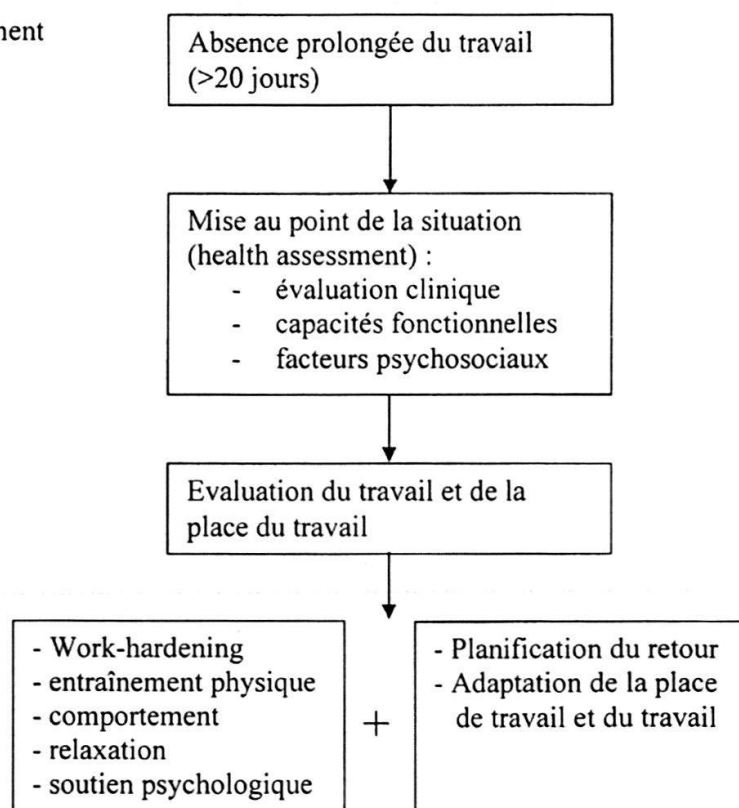 Absence prolongée du travail
(>20 jours)
Mise au point de la situation
(health assessment) :
- évaluation clinique
- capacités fonctionnelles
- facteurs psychosociaux
Evaluation du travail et de la
place du travail
- Work-hardening
- entraînement physique
- comportement
- relaxation
- soutien psychologique
+
- Planification du retour
- Adaptation de la place
de travail et du travail